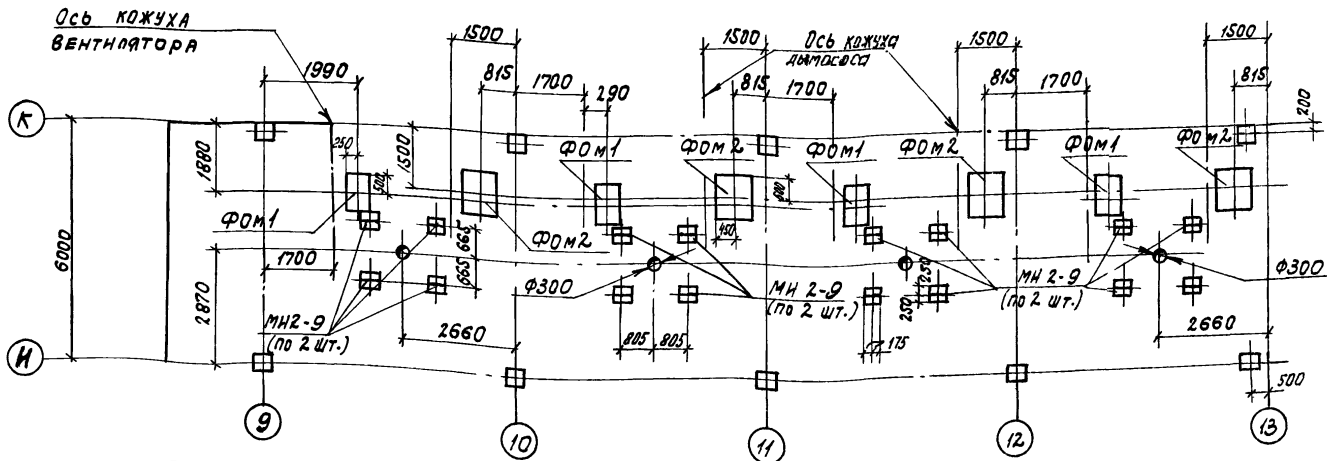 Ось кожуха
вентилятора
1990
1500
815
1700
290
1500
815
1700
Ось кожуха
дымососа
1500
815
1700
1500
815
200
К
6000
1880
250
500
1500
ФОм1
ФОм2
ФОм1
ФОм2
500
450
ФОм1
ФОм2
ФОм1
ФОм2
1700
2870
665
665
Ф300
МН2-9
(по 2 шт.)
2660
805
805
МН 2-9
(по 2 шт.)
250
250
175
МН 2-9
(по 2 шт.)
Ф300
2660
500
И
9
10
11
12
13